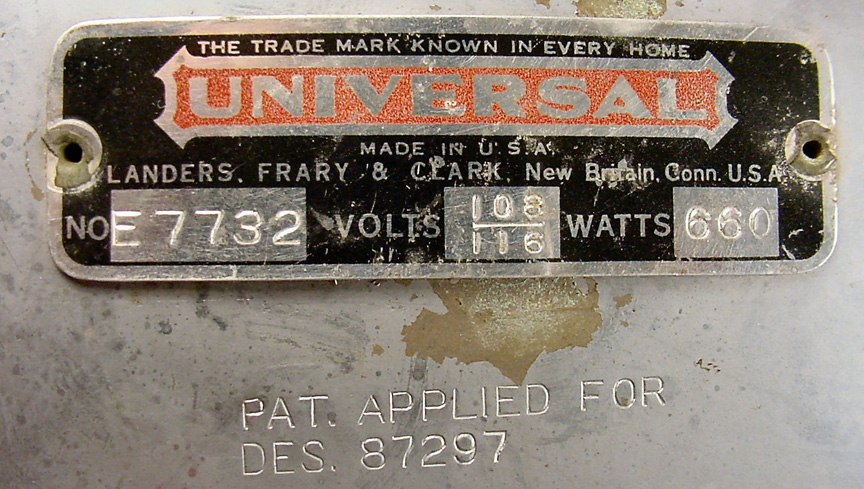 THE TRADE MARK KNOWN IN EVERY HOME
UNIVERSAL
MADE IN U.S.A.
LANDERS, FRARY & CLARK, New Britain, Conn. U.S.A.
NO E7732 VOLTS 108/116 WATTS 660
PAT. APPLIED FOR
DES. 87297